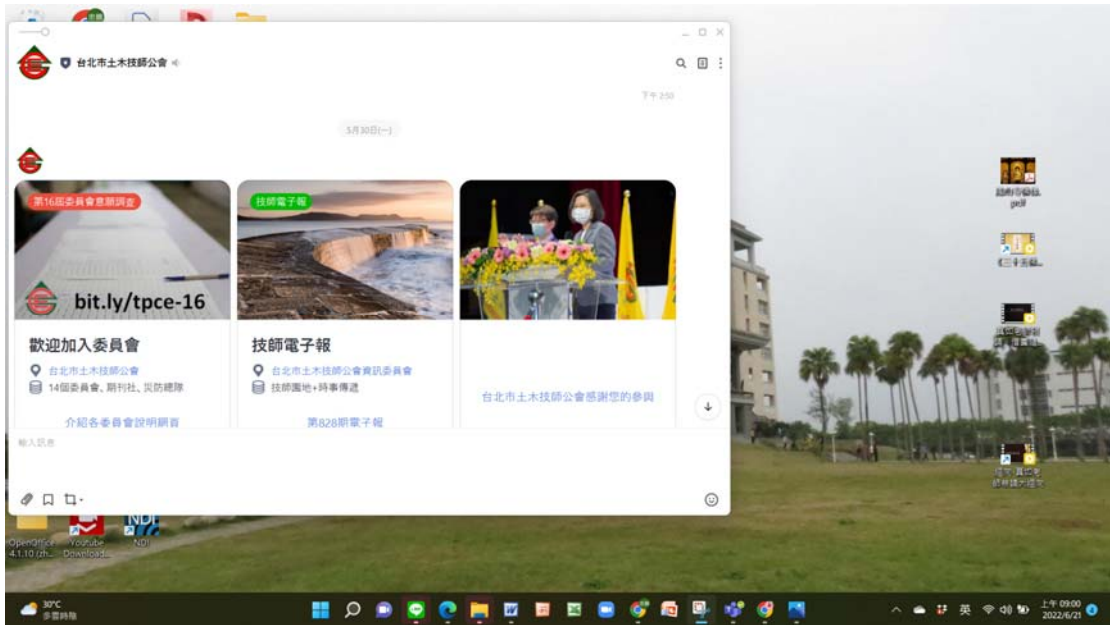 台北市土木技師公會
下午 2:50
5月30日(一)
第16屆委員會意願調查
bit.ly/tpce-16
歡迎加入委員會
台北市土木技師公會
14個委員會、期刊社、災防總隊
介紹各委員會說明網頁
技師電子報
技師電子報
台北市土木技師公會資訊委員會
技師園地+時事傳遞
第828期電子報
台北市土木技師公會感謝您的參與
輸入訊息
pdf
OpenOffice
4.1.10 (zh...
Youtube
Download...
NDI
NDI
30°C
多雲時陰
英
上午 09:00
2022/6/21